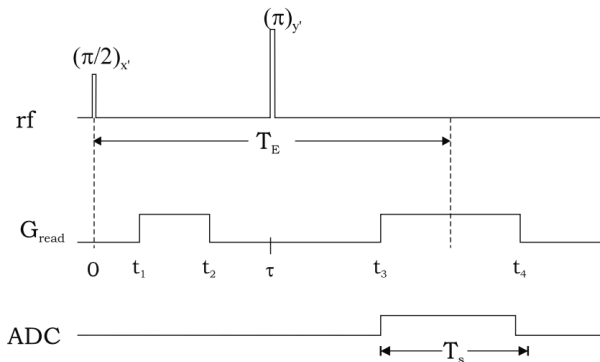 (π/2)x' (π)y'
rf
TE
Gread
0 t1 t2 τ t3 t4
ADC
Ts